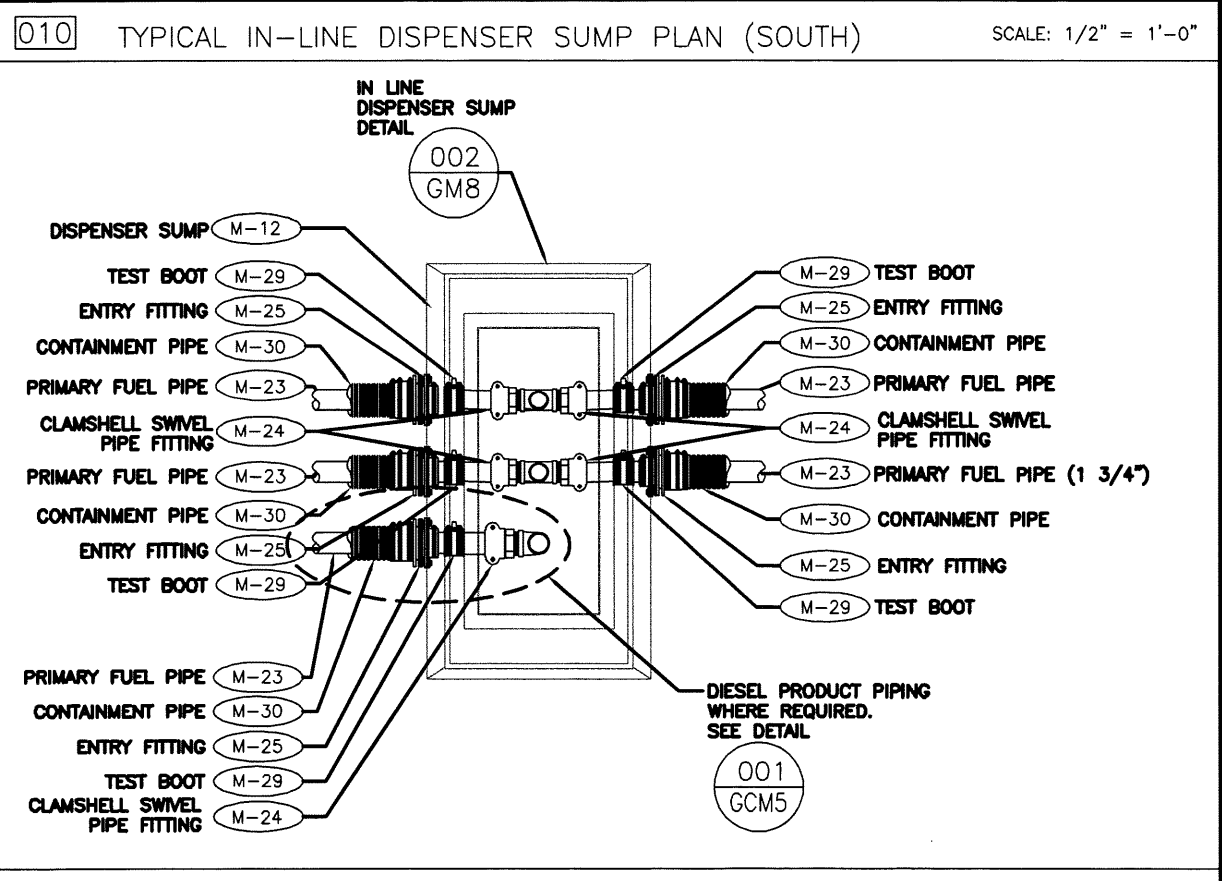 010 TYPICAL IN-LINE DISPENSER SUMP PLAN (SOUTH) SCALE: 1/2" = 1'-0"
IN LINE
DISPENSER SUMP
DETAIL
002
GM8
DISPENSER SUMP M-12
TEST BOOT M-29
ENTRY FITTING M-25
CONTAINMENT PIPE M-30
PRIMARY FUEL PIPE M-23
CLAMSHELL SWIVEL
PIPE FITTING M-24
PRIMARY FUEL PIPE M-23
CONTAINMENT PIPE M-30
ENTRY FITTING M-25
TEST BOOT M-29
PRIMARY FUEL PIPE M-23
CONTAINMENT PIPE M-30
ENTRY FITTING M-25
TEST BOOT M-29
CLAMSHELL SWIVEL
PIPE FITTING M-24
M-29 TEST BOOT
M-25 ENTRY FITTING
M-30 CONTAINMENT PIPE
M-23 PRIMARY FUEL PIPE
M-24 CLAMSHELL SWIVEL
PIPE FITTING
M-23 PRIMARY FUEL PIPE (1 3/4")
M-30 CONTAINMENT PIPE
M-25 ENTRY FITTING
M-29 TEST BOOT
DIESEL PRODUCT PIPING
WHERE REQUIRED.
SEE DETAIL
001
GCM5